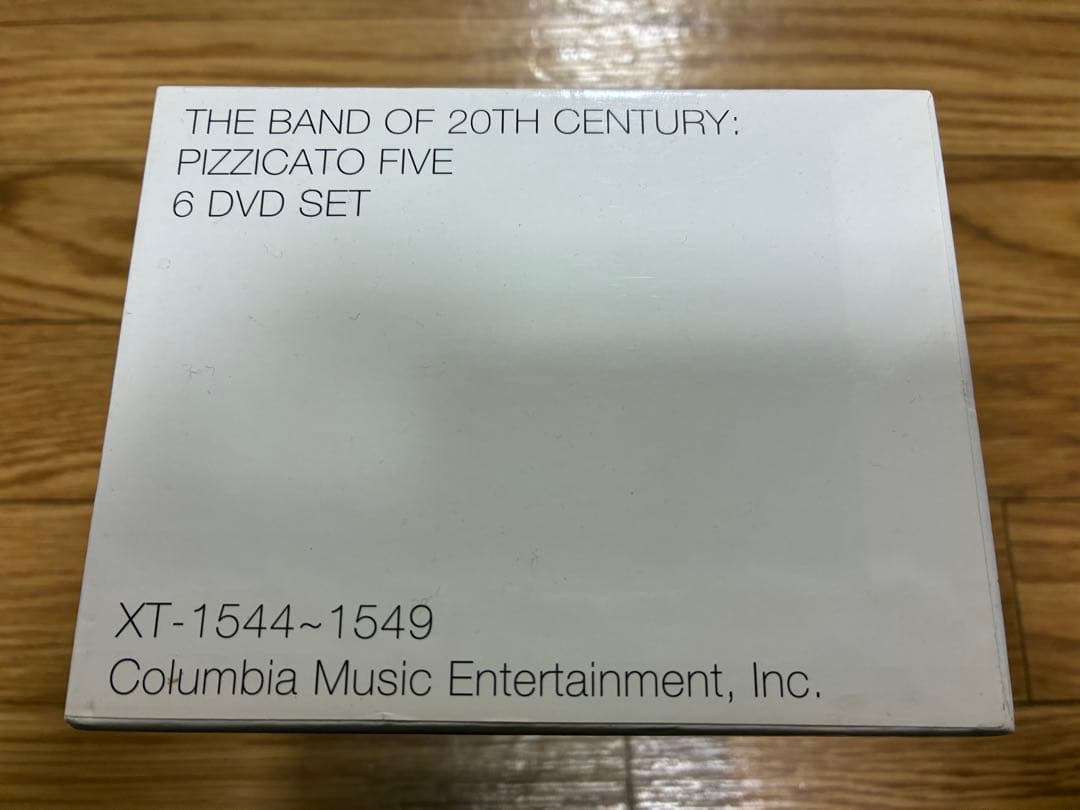 THE BAND OF 20TH CENTURY:
PIZZICATO FIVE
6 DVD SET
XT-1544~1549
Columbia Music Entertainment, Inc.